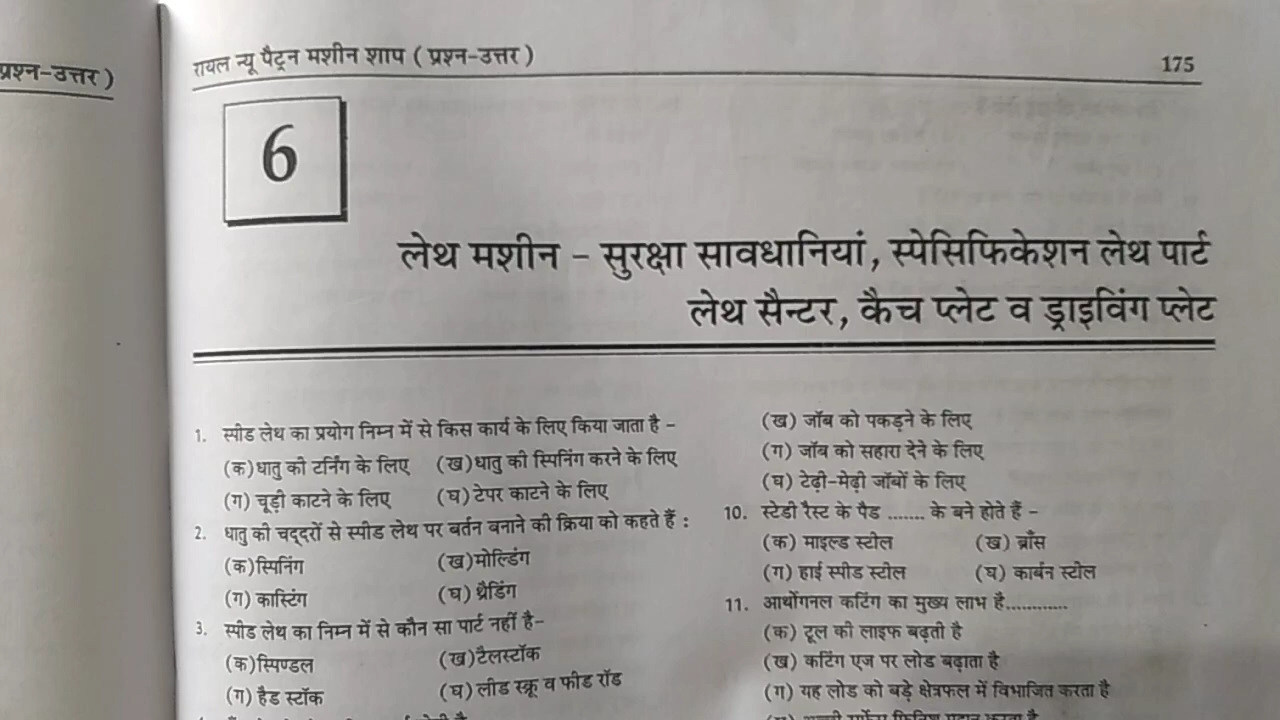 प्रश्न-उत्तर)
रायल न्यू पैट्रन मशीन शाप ( प्रश्न-उत्तर )
175
6
लेथ मशीन - सुरक्षा सावधानियां, स्पेसिफिकेशन लेथ पार्ट
लेथ सैन्टर, कैच प्लेट व ड्राइविंग प्लेट
1. स्पीड लेथ का प्रयोग निम्न में से किस कार्य के लिए किया जाता है -
(क)धातु की टर्निंग के लिए (ख)धातु की स्पिनिंग करने के लिए
(ग) चूड़ी काटने के लिए (घ)टेपर काटने के लिए
2. धातु की चद्दरों से स्पीड लेथ पर बर्तन बनाने की क्रिया को कहते हैं :
(क)स्पिनिंग (ख)मोल्डिंग
(ग) कास्टिंग (घ) थ्रैडिंग
3. स्पीड लेथ का निम्न में से कौन सा पार्ट नहीं है-
(क)स्पिण्डल (ख)टैलस्टॉक
(ग) हैड स्टॉक (घ)लीड स्क्रू व फीड रॉड
(ख) जॉब को पकड़ने के लिए
(ग) जॉब को सहारा देने के लिए
(घ) टेढ़ी-मेढ़ी जॉबों के लिए
10. स्टेडी रैस्ट के पैड ....... के बने होते हैं -
(क) माइल्ड स्टील (ख) ब्राँस
(ग) हाई स्पीड स्टील (घ) कार्बन स्टील
11. आर्थोगनल कटिंग का मुख्य लाभ है............
(क) टूल की लाइफ बढ़ती है
(ख) कटिंग एज पर लोड बढ़ाता है
(ग) यह लोड को बड़े क्षेत्रफल में विभाजित करता है